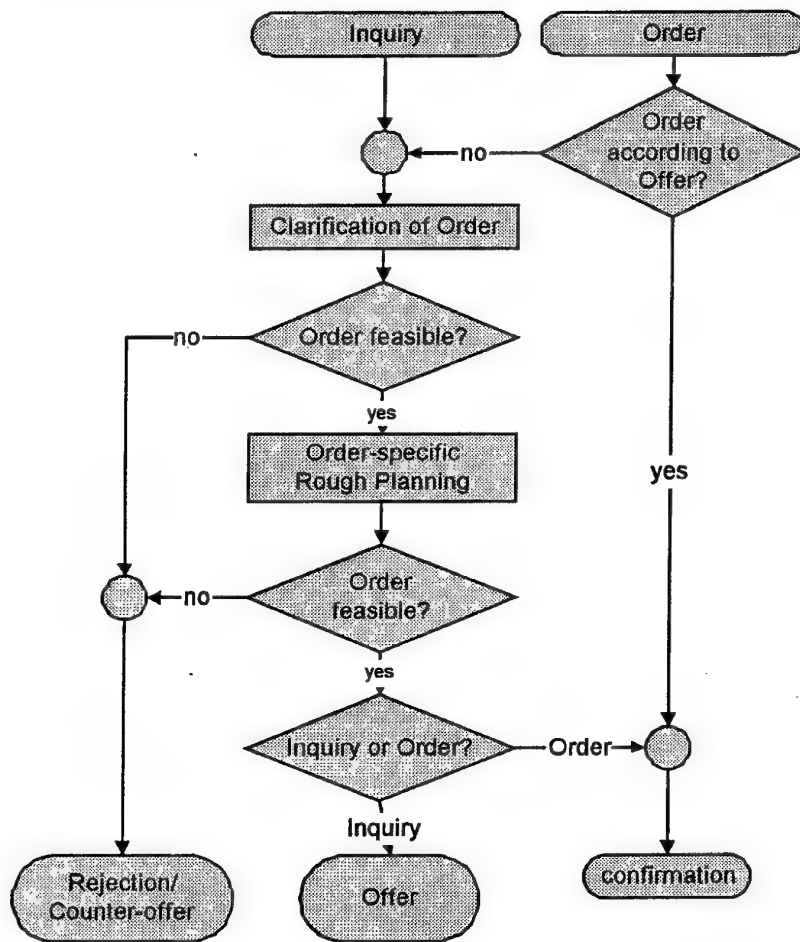 Inquiry
Order
Order
according to
Offer?
no
Clarification of Order
Order feasible?
no
yes
Order-specific
Rough Planning
yes
Order
feasible?
no
yes
Inquiry or Order?
Order
Inquiry
Rejection/
Counter-offer
Offer
confirmation